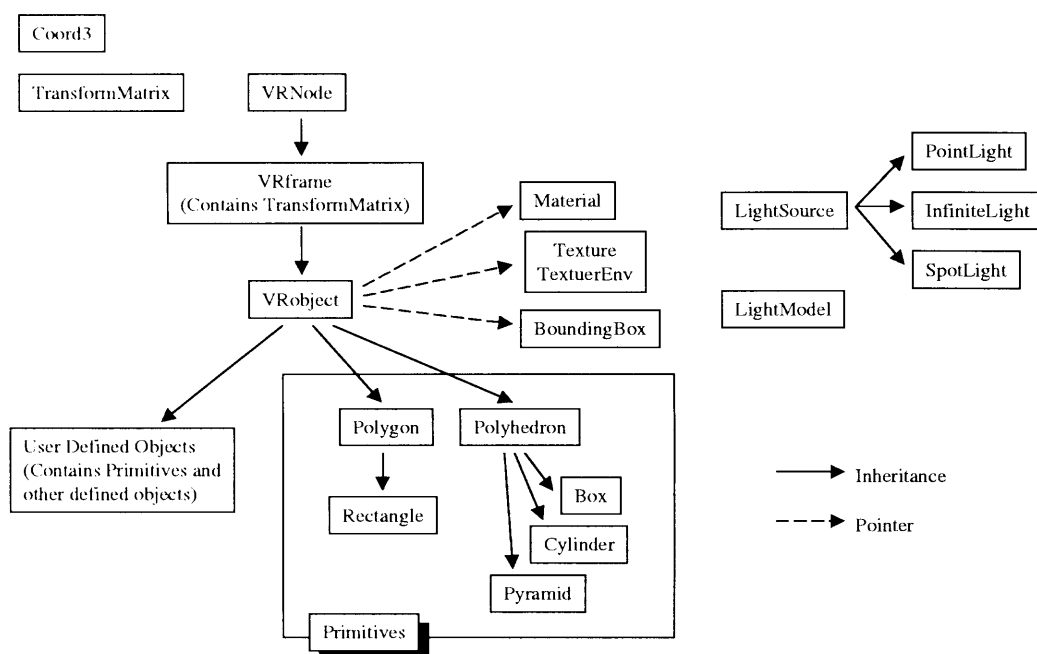 Coord3
TransformMatrix
VRNode
VRframe
(Contains TransformMatrix)
VRobject
Material
Texture
TextuerEnv
BoundingBox
LightSource
PointLight
InfiniteLight
SpotLight
LightModel
User Defined Objects
(Contains Primitives and
other defined objects)
Polygon
Polyhedron
Rectangle
Box
Cylinder
Pyramid
Primitives
Inheritance
Pointer